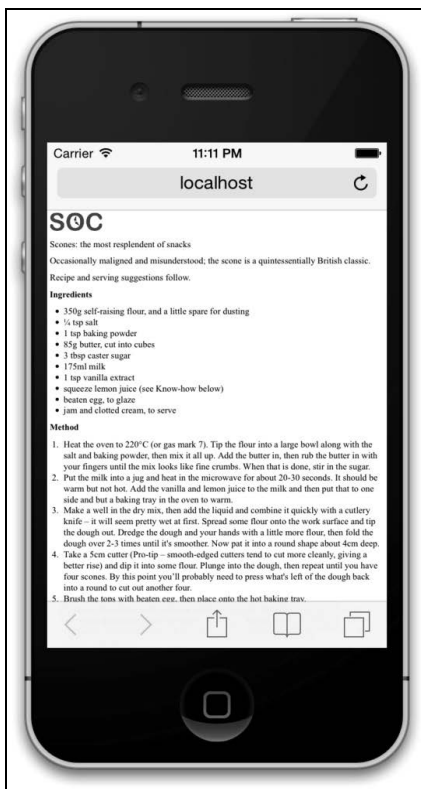 Carrier 11:11 PM
localhost
SOC
Scones: the most resplendent of snacks
Occasionally maligned and misunderstood; the scone is a quintessentially British classic.
Recipe and serving suggestions follow.
Ingredients
• 350g self-raising flour, and a little spare for dusting
• ¼ tsp salt
• 1 tsp baking powder
• 85g butter, cut into cubes
• 3 tbsp caster sugar
• 175ml milk
• 1 tsp vanilla extract
• squeeze lemon juice (see Know-how below)
• beaten egg, to glaze
• jam and clotted cream, to serve
Method
1. Heat the oven to 220°C (or gas mark 7). Tip the flour into a large bowl along with the
salt and baking powder, then mix it all up. Add the butter in, then rub the butter in with
your fingers until the mix looks like fine crumbs. When that is done, stir in the sugar.
2. Put the milk into a jug and heat in the microwave for about 20-30 seconds. It should be
warm but not hot. Add the vanilla and lemon juice to the milk and then put that to one
side and but a baking tray in the oven to warm.
3. Make a well in the dry mix, then add the liquid and combine it quickly with a cutlery
knife – it will seem pretty wet at first. Spread some flour onto the work surface and tip
the dough out. Dredge the dough and your hands with a little more flour, then fold the
dough over 2-3 times until it's smoother. Now pat it into a round shape about 4cm deep.
4. Take a 5cm cutter (Pro-tip – smooth-edged cutters tend to cut more cleanly, giving a
better rise) and dip it into some flour. Plunge into the dough, then repeat until you have
four scones. By this point you’ll probably need to press what's left of the dough back
into a round to cut out another four.
5. Brush the tops with beaten egg, then place onto the hot baking tray.